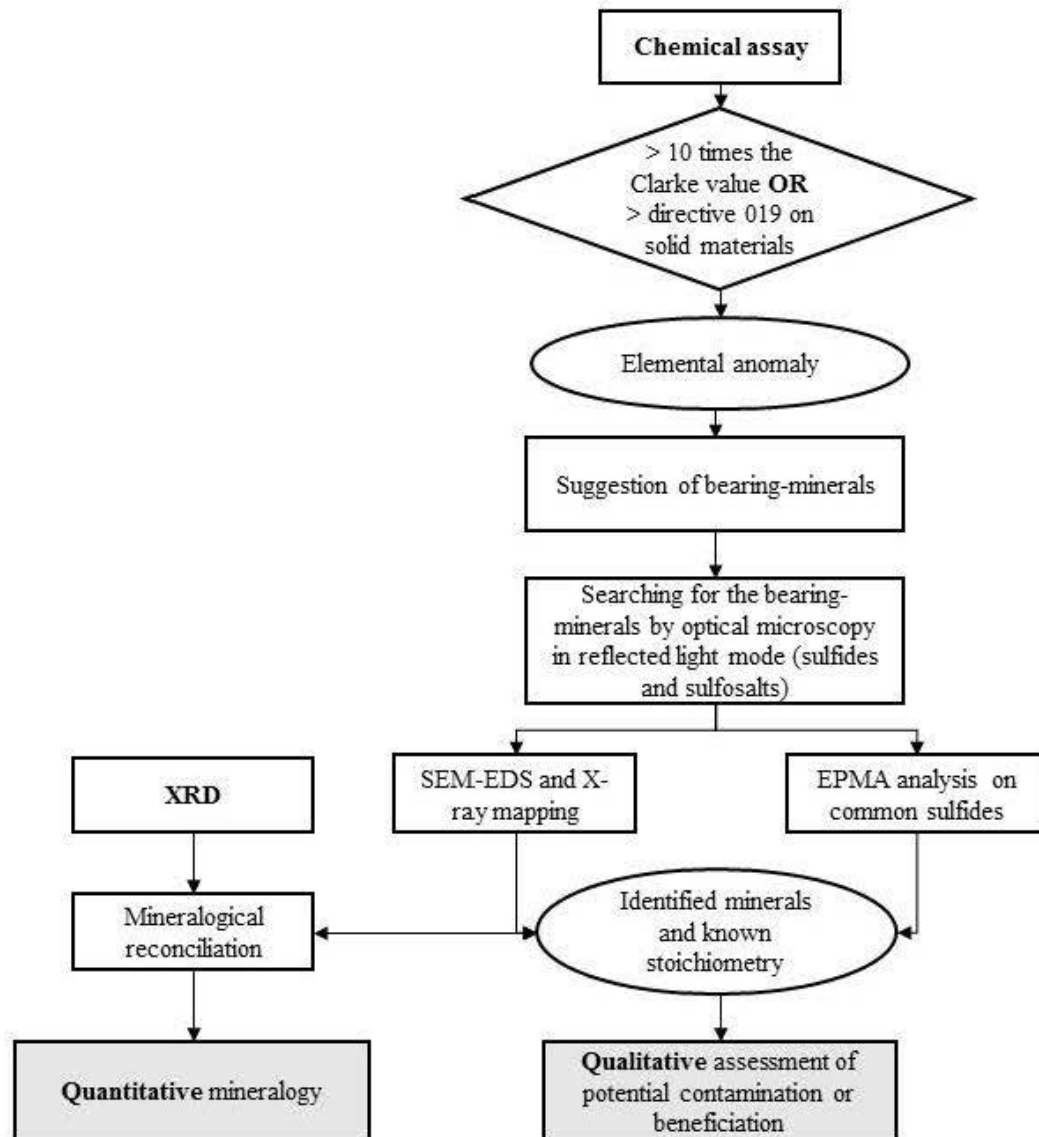 Chemical assay
> 10 times the
Clarke value OR
> directive 019 on
solid materials
Elemental anomaly
Suggestion of bearing-minerals
Searching for the bearing-
minerals by optical microscopy
in reflected light mode (sulfides
and sulfosalts)
XRD
SEM-EDS and X-
ray mapping
EPMA analysis on
common sulfides
Mineralogical
reconciliation
Identified minerals
and known
stoichiometry
Quantitative mineralogy
Qualitative assessment of
potential contamination or
beneficiation